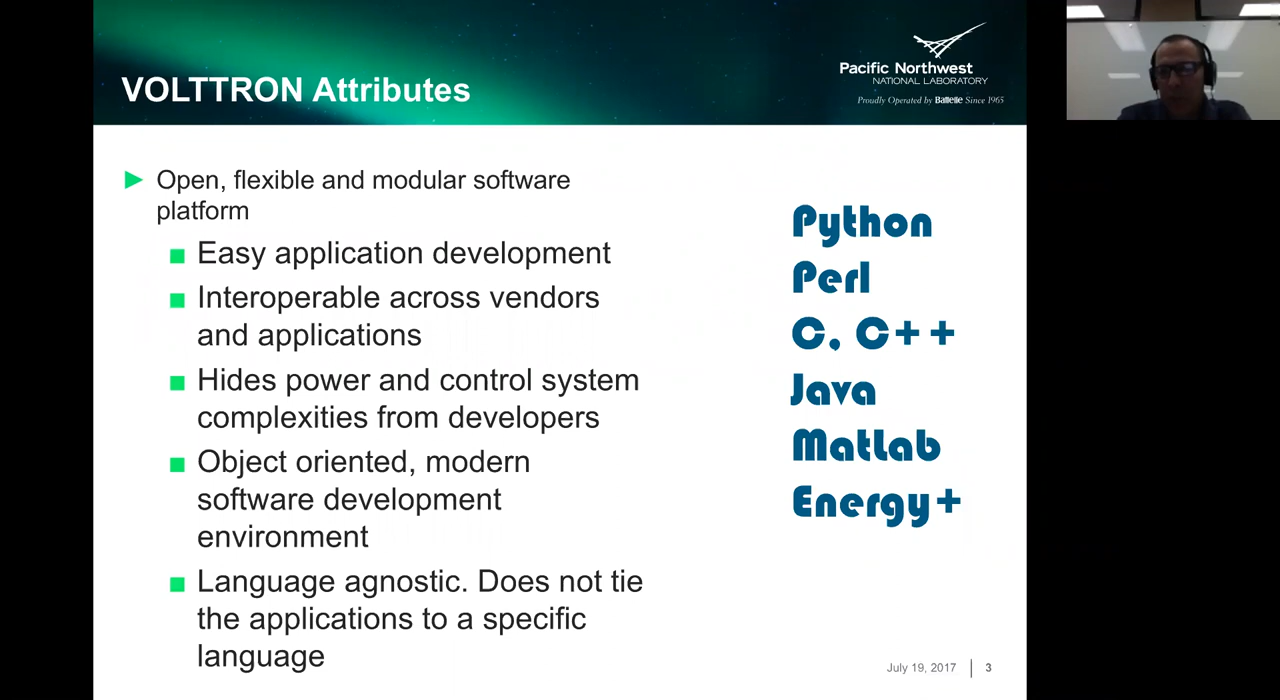 VOLTTRON Attributes
Pacific Northwest
NATIONAL LABORATORY
Proudly Operated by Battelle Since 1965
Open, flexible and modular software
platform
Easy application development
Interoperable across vendors
and applications
Hides power and control system
complexities from developers
Object oriented, modern
software development
environment
Language agnostic. Does not tie
the applications to a specific
language
Python
Perl
C, C++
Java
MatLab
Energy+
July 19, 2017 | 3